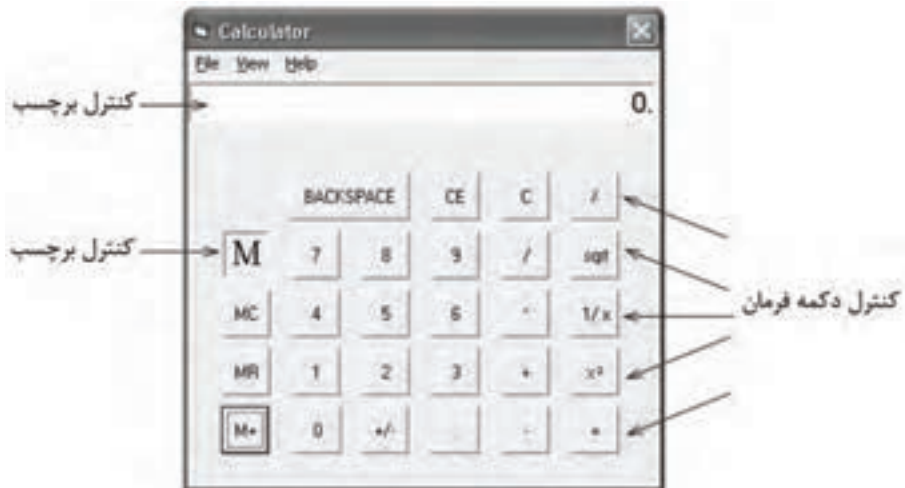 Calculator
File View Help
کنترل برچسب
0.
BACKSPACE CE C
کنترل برچسب
M 7 8 9 / sqrt
کنترل دکمه فرمان
MC 4 5 6 1/x
MR 1 2 3 + x²
M+ 0 +/-